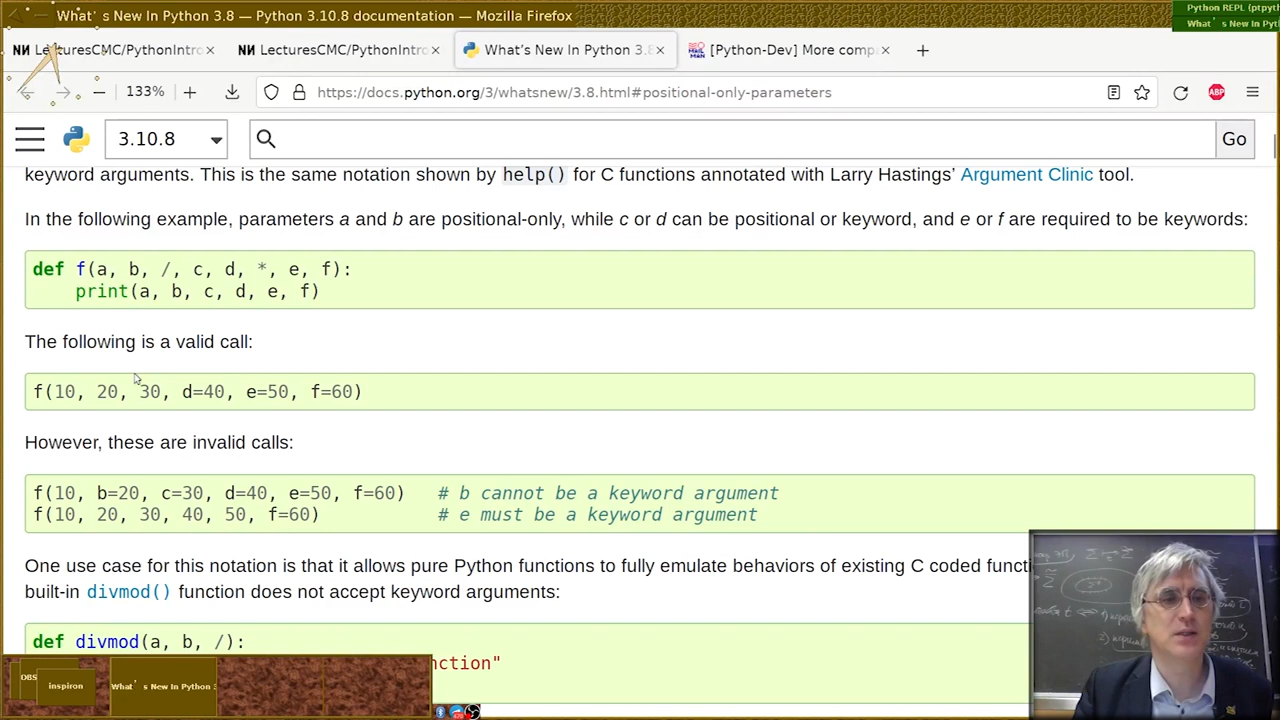 What's New In Python 3.8 — Python 3.10.8 documentation — Mozilla Firefox
Python REPL (ptpy
What's New In Pyth
LecturesCMC/PythonIntro
LecturesCMC/PythonIntro
What's New In Python 3.8
[Python-Dev] More comp
133%
https://docs.python.org/3/whatsnew/3.8.html#positional-only-parameters
ABP
3.10.8
Go
keyword arguments. This is the same notation shown by help() for C functions annotated with Larry Hastings' Argument Clinic tool.
In the following example, parameters a and b are positional-only, while c or d can be positional or keyword, and e or f are required to be keywords:
def f(a, b, /, c, d, *, e, f):
print(a, b, c, d, e, f)
The following is a valid call:
f(10, 20, 30, d=40, e=50, f=60)
However, these are invalid calls:
f(10, b=20, c=30, d=40, e=50, f=60) # b cannot be a keyword argument
f(10, 20, 30, 40, 50, f=60) # e must be a keyword argument
One use case for this notation is that it allows pure Python functions to fully emulate behaviors of existing C coded functi
built-in divmod() function does not accept keyword arguments:
def divmod(a, b, /):
nction"
OBS
inspiron
What's New In Python 3